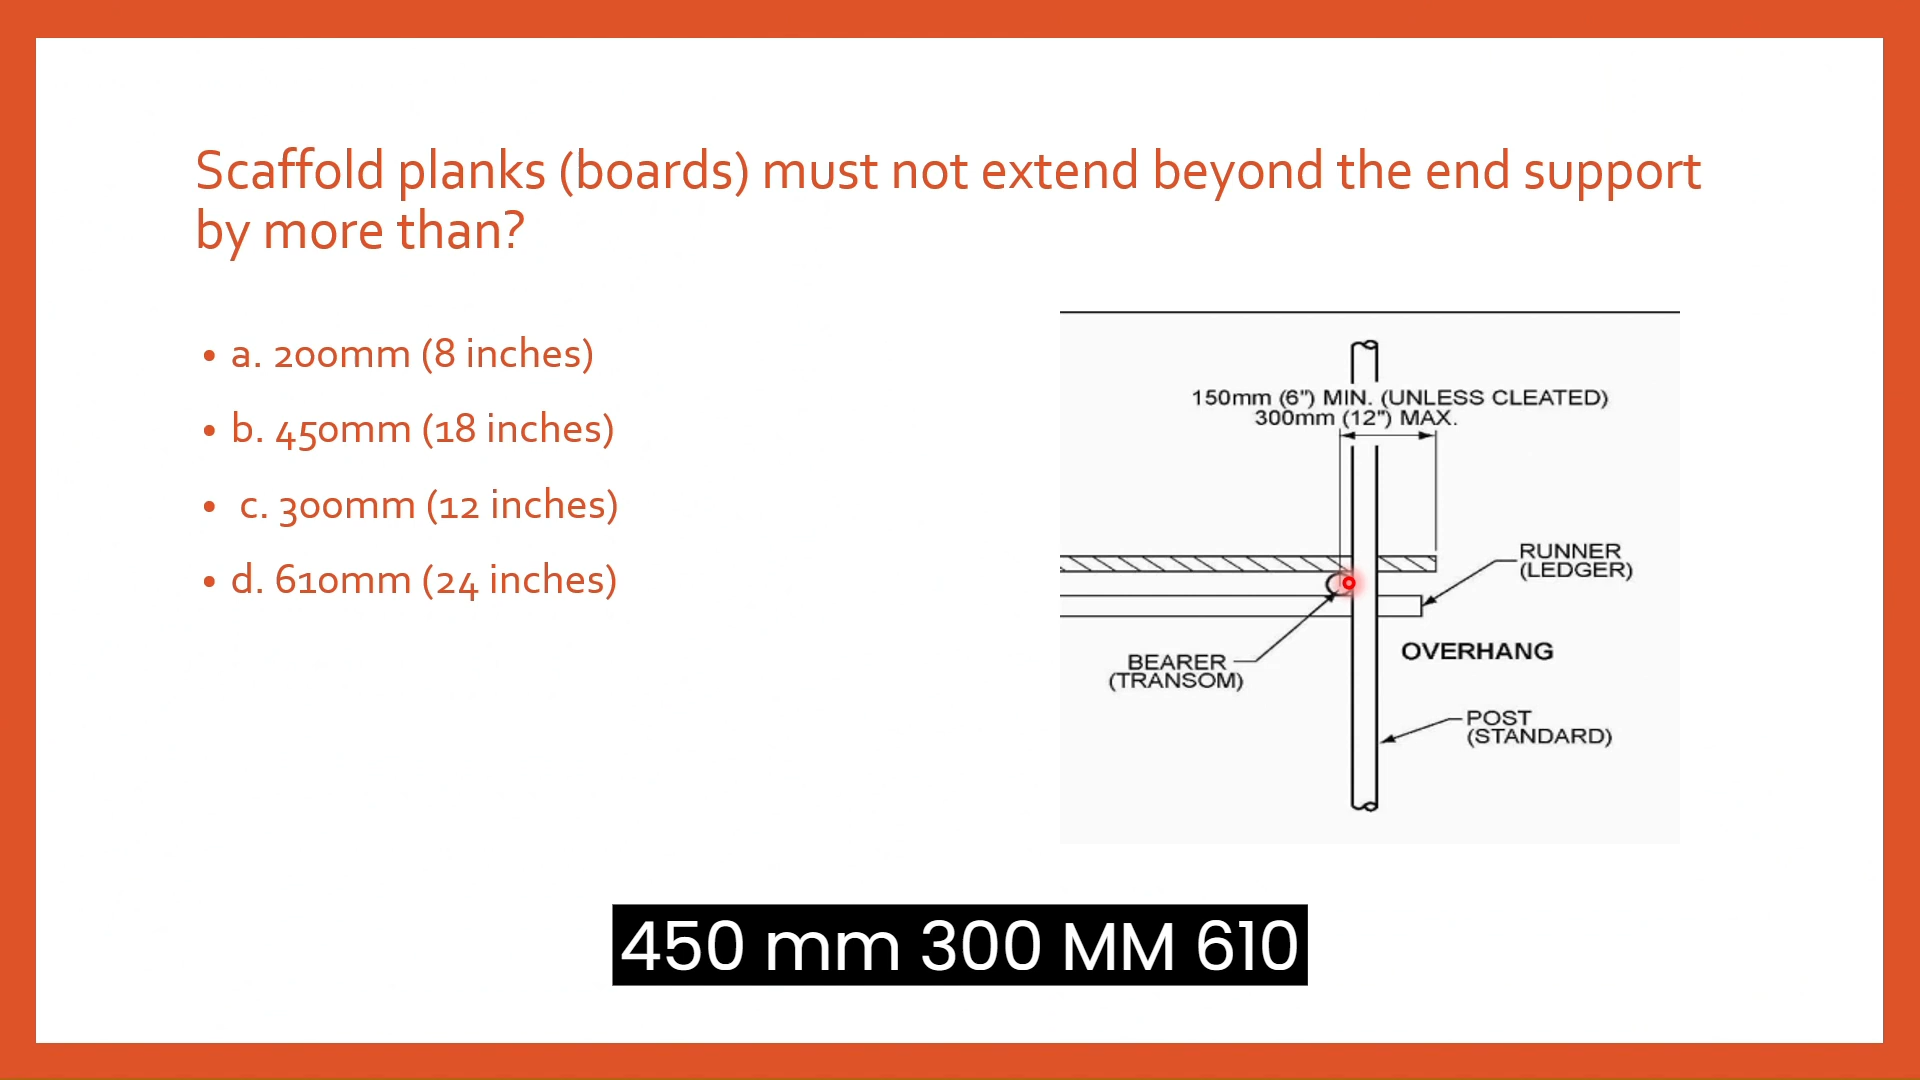 Scaffold planks (boards) must not extend beyond the end support
by more than?
• a. 200mm (8 inches)
• b. 450mm (18 inches)
• c. 300mm (12 inches)
• d. 610mm (24 inches)
150mm (6") MIN. (UNLESS CLEATED)
300mm (12") MAX.
RUNNER
(LEDGER)
OVERHANG
BEARER
(TRANSOM)
POST
(STANDARD)
450 mm 300 MM 610